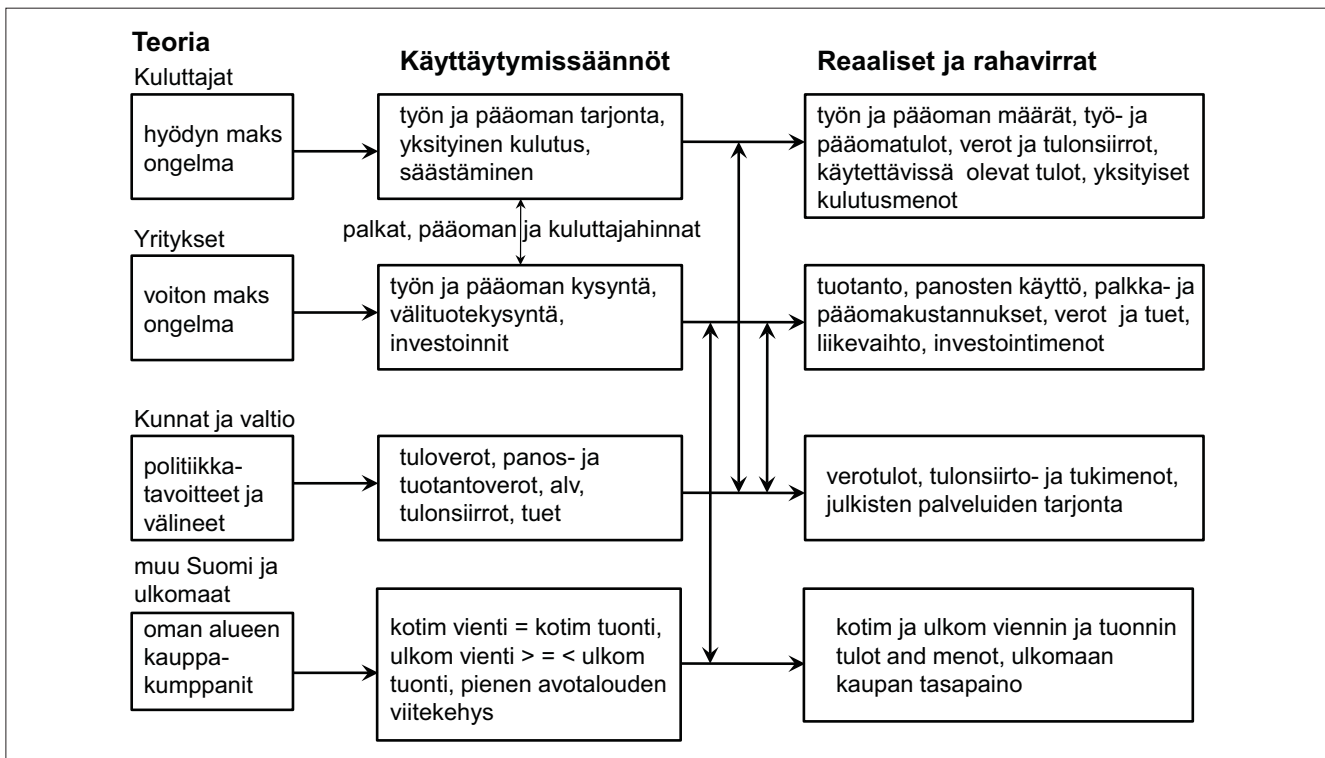 Teoria
Käyttäytymissäännöt
Reaaliset ja rahavirrat
Kuluttajat
hyödyn maks
ongelma
työn ja pääoman tarjonta,
yksityinen kulutus,
säästäminen
työn ja pääoman määrät, työ- ja
pääomatulot, verot ja tulonsiirrot,
käytettävissä olevat tulot, yksityiset
kulutusmenot
palkat, pääoman ja kuluttajahinnat
Yritykset
voiton maks
ongelma
työn ja pääoman kysyntä,
välituotekysyntä,
investoinnit
tuotanto, panosten käyttö, palkka- ja
pääomakustannukset, verot ja tuet,
liikevaihto, investointimenot
Kunnat ja valtio
politiikka-
tavoitteet ja
välineet
tuloverot, panos- ja
tuotantoverot, alv,
tulonsiirrot, tuet
verotulot, tulonsiirto- ja tukimenot,
julkisten palveluiden tarjonta
muu Suomi ja
ulkomaat
oman alueen
kauppa-
kumppanit
kotim vienti = kotim tuonti,
ulkom vienti > = < ulkom
tuonti, pienen avotalouden
viitekehys
kotim ja ulkom viennin ja tuonnin
tulot and menot, ulkomaan
kaupan tasapaino